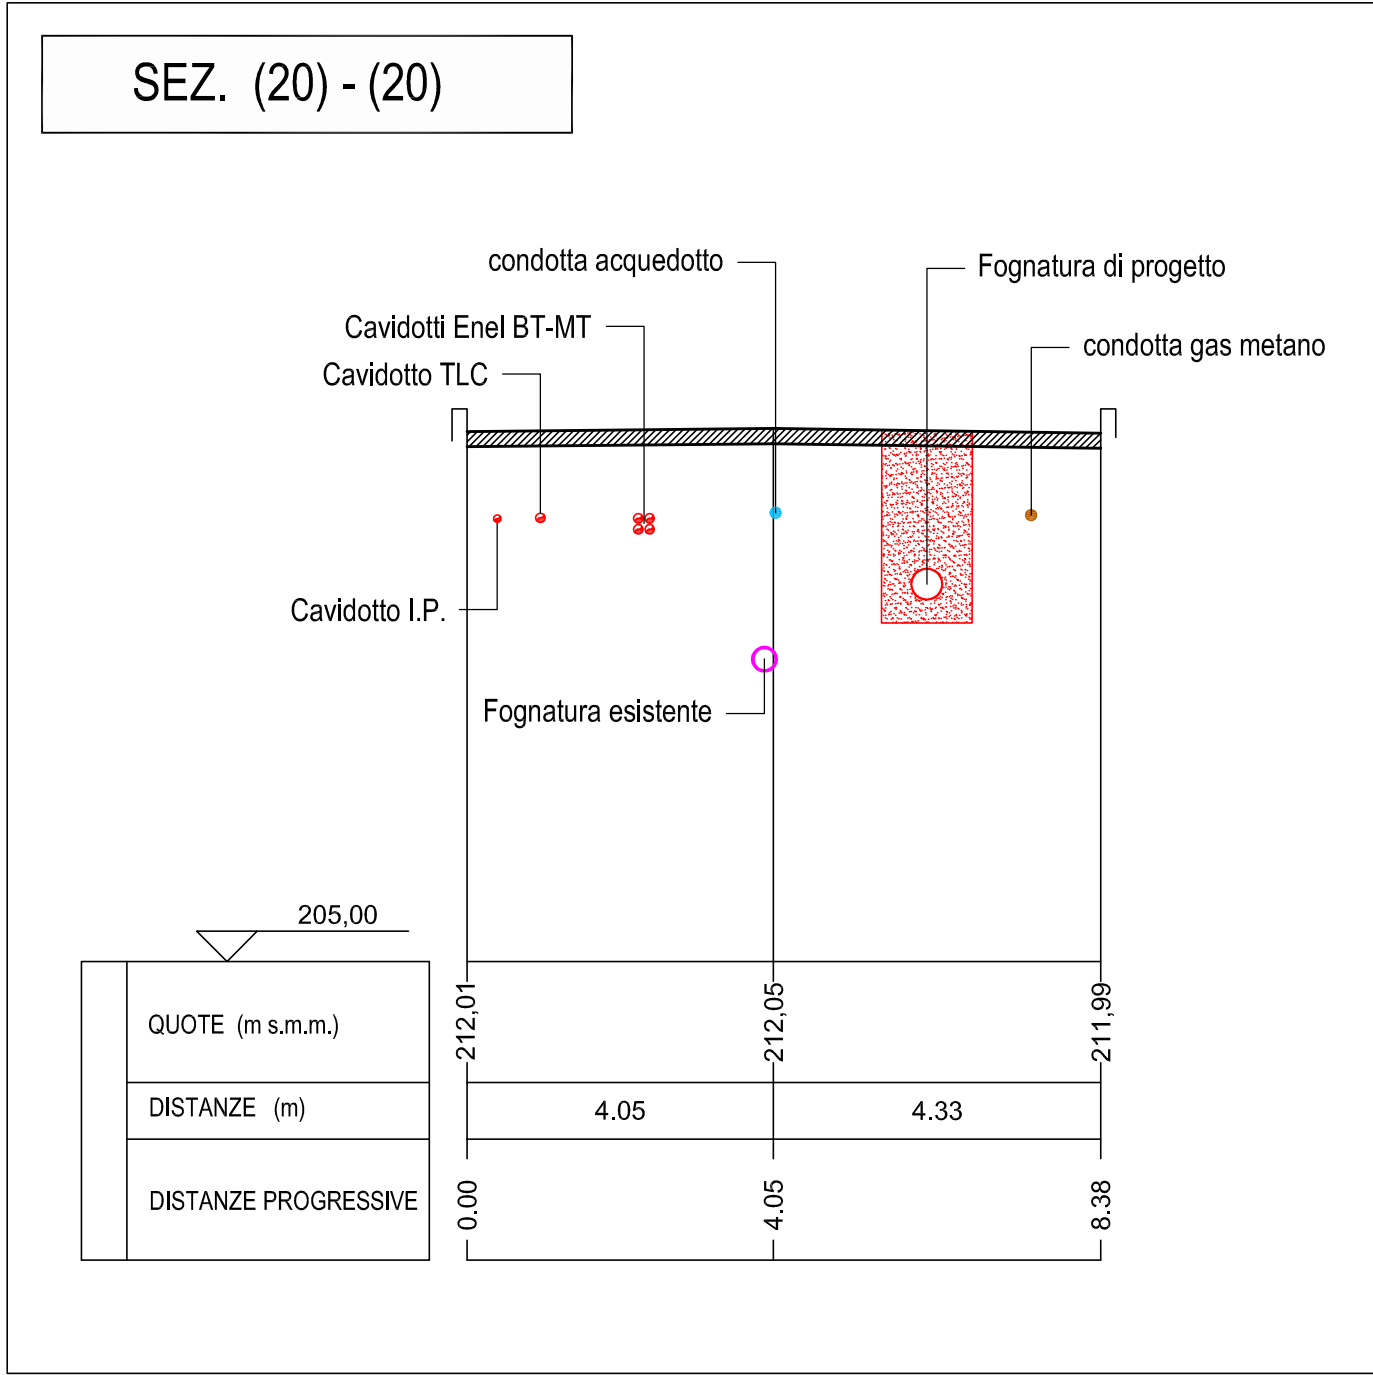 SEZ. (20) - (20)
condotta acquedotto
Fognatura di progetto
Cavidotti Enel BT-MT
condotta gas metano
Cavidotto TLC
Cavidotto I.P.
Fognatura esistente
205,00
QUOTE (m s.m.m.)
212,01
212,05
211,99
DISTANZE (m)
4.05
4.33
DISTANZE PROGRESSIVE
0.00
4.05
8.38